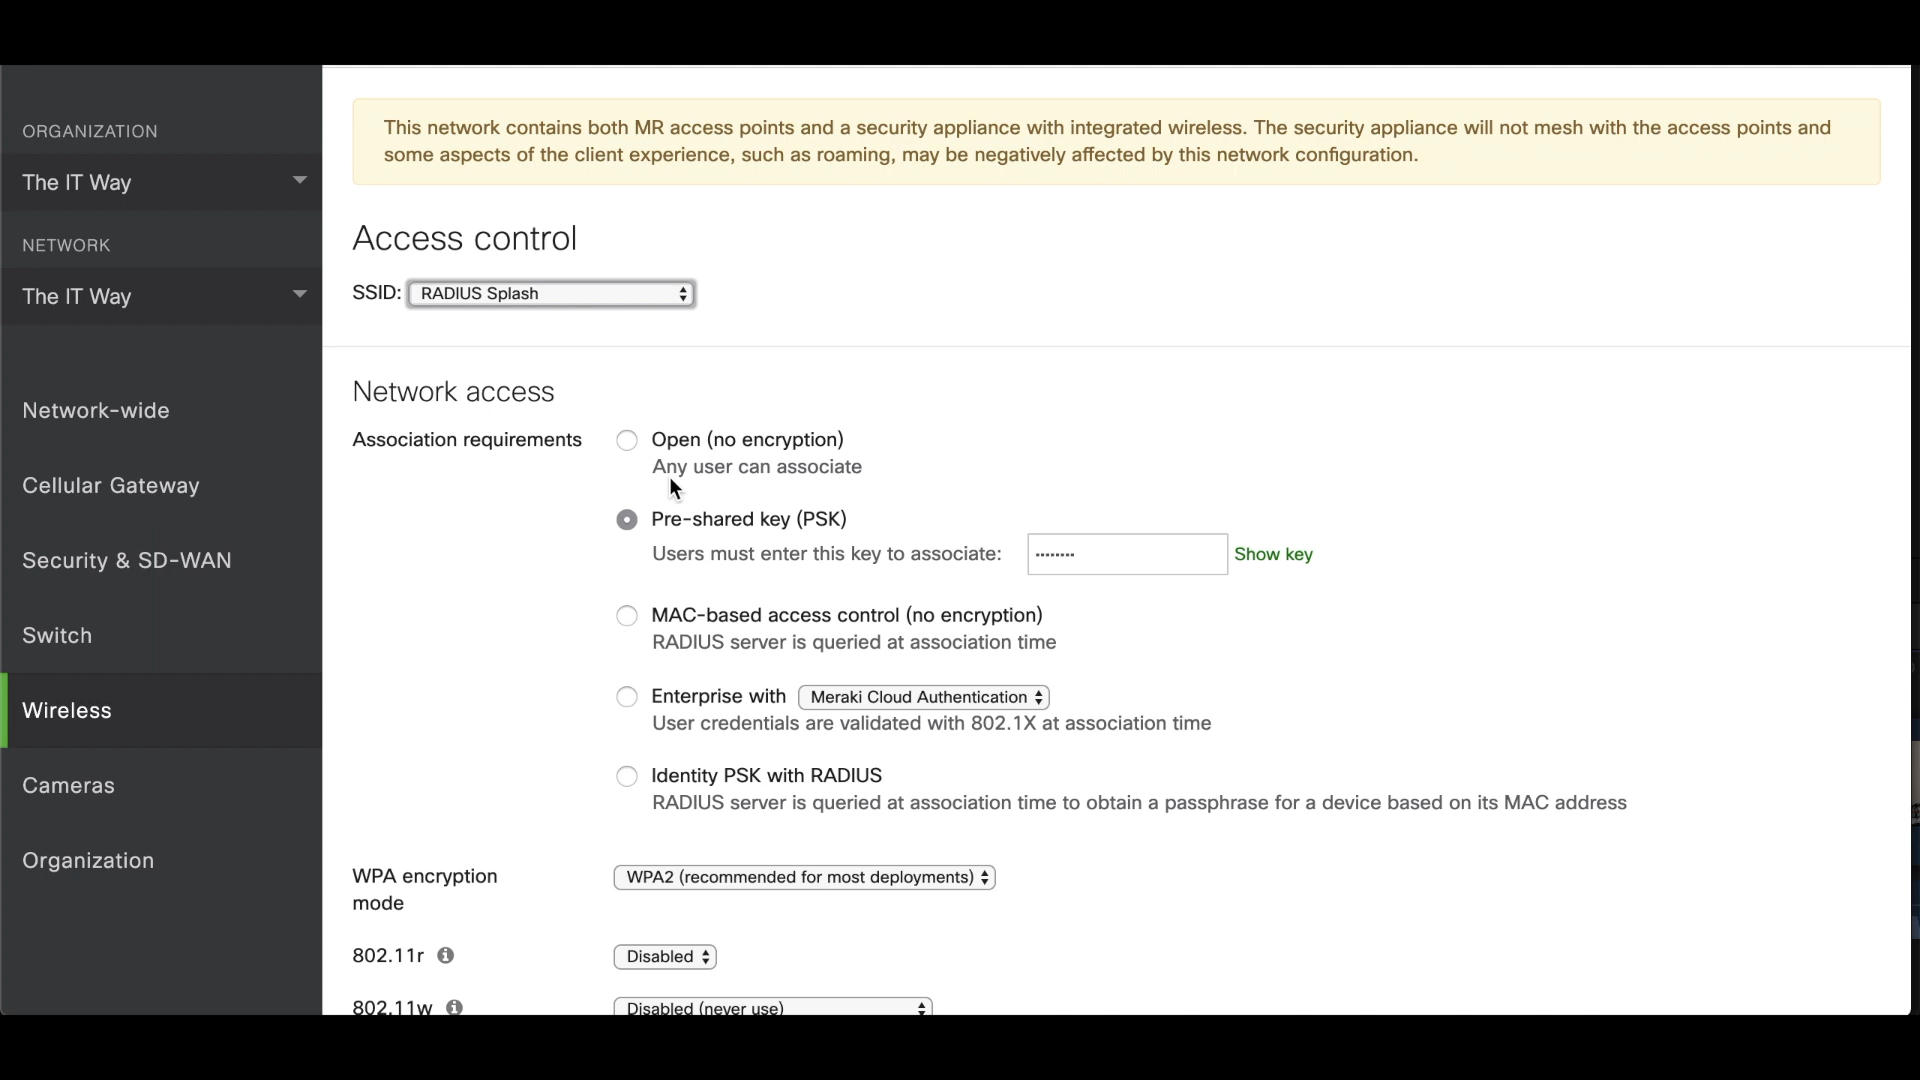 This network contains both MR access points and a security appliance with integrated wireless. The security appliance will not mesh with the access points and
some aspects of the client experience, such as roaming, may be negatively affected by this network configuration.
ORGANIZATION
The IT Way
NETWORK
The IT Way
Network-wide
Cellular Gateway
Security & SD-WAN
Switch
Wireless
Cameras
Organization
Access control
SSID: RADIUS Splash
Network access
Association requirements
Open (no encryption)
Any user can associate
Pre-shared key (PSK)
Users must enter this key to associate: •••••••• Show key
MAC-based access control (no encryption)
RADIUS server is queried at association time
Enterprise with Meraki Cloud Authentication
User credentials are validated with 802.1X at association time
Identity PSK with RADIUS
RADIUS server is queried at association time to obtain a passphrase for a device based on its MAC address
WPA encryption
mode
WPA2 (recommended for most deployments)
802.11r Disabled
802.11w Disabled (never use)